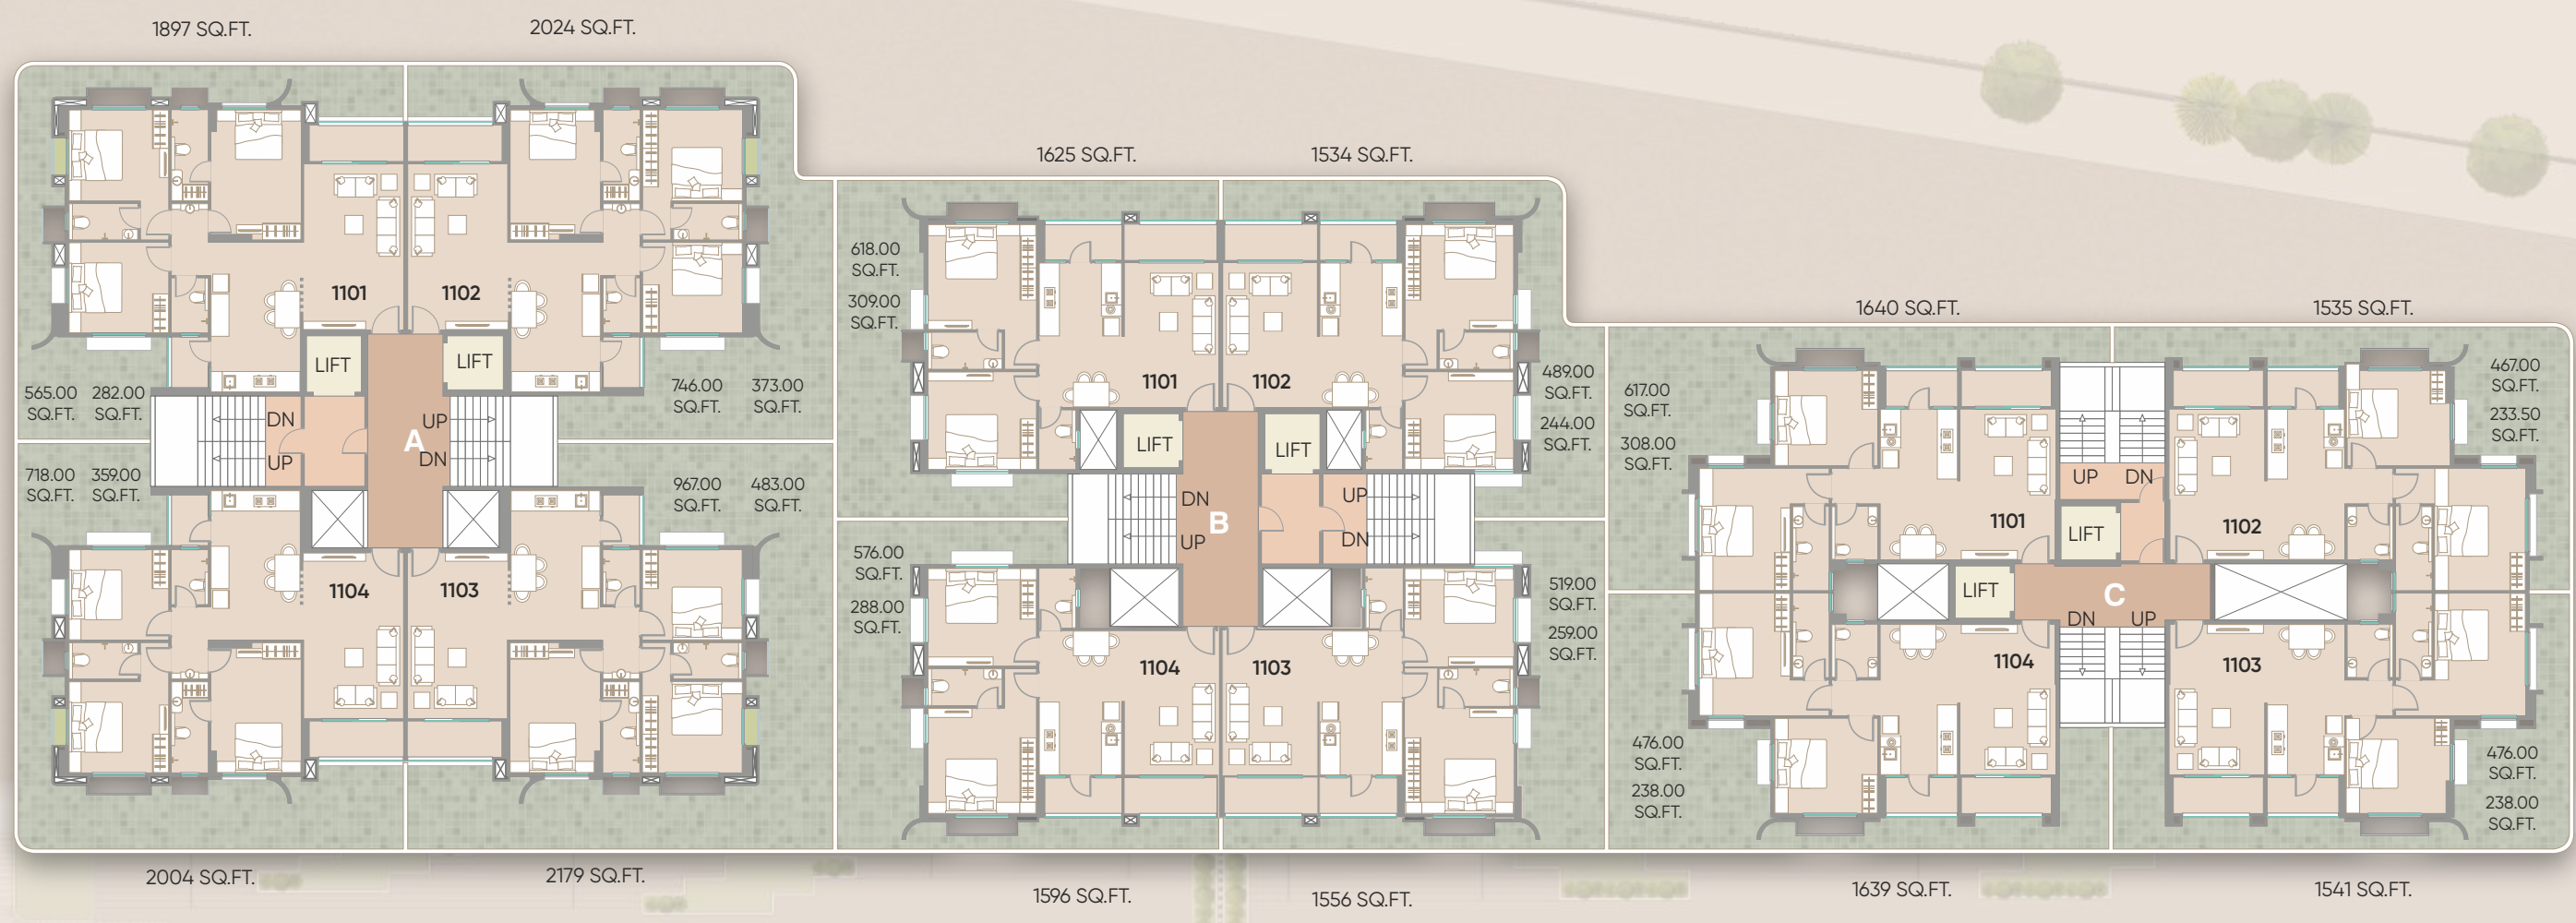 1897 SQ.FT.
2024 SQ.FT.
1101
1102
LIFT
LIFT
565.00
SQ.FT.
282.00
SQ.FT.
746.00
SQ.FT.
373.00
SQ.FT.
DN
UP
A
UP
DN
718.00
SQ.FT.
359.00
SQ.FT.
967.00
SQ.FT.
483.00
SQ.FT.
1104
1103
2004 SQ.FT.
2179 SQ.FT.
1625 SQ.FT.
1534 SQ.FT.
618.00
SQ.FT.
309.00
SQ.FT.
1101
1102
489.00
SQ.FT.
244.00
SQ.FT.
LIFT
LIFT
DN
UP
B
UP
DN
576.00
SQ.FT.
288.00
SQ.FT.
519.00
SQ.FT.
259.00
SQ.FT.
1104
1103
1596 SQ.FT.
1556 SQ.FT.
1640 SQ.FT.
1535 SQ.FT.
617.00
SQ.FT.
308.00
SQ.FT.
467.00
SQ.FT.
233.50
SQ.FT.
UP
DN
1101
1102
LIFT
LIFT
C
DN
UP
1104
1103
476.00
SQ.FT.
238.00
SQ.FT.
476.00
SQ.FT.
238.00
SQ.FT.
1639 SQ.FT.
1541 SQ.FT.